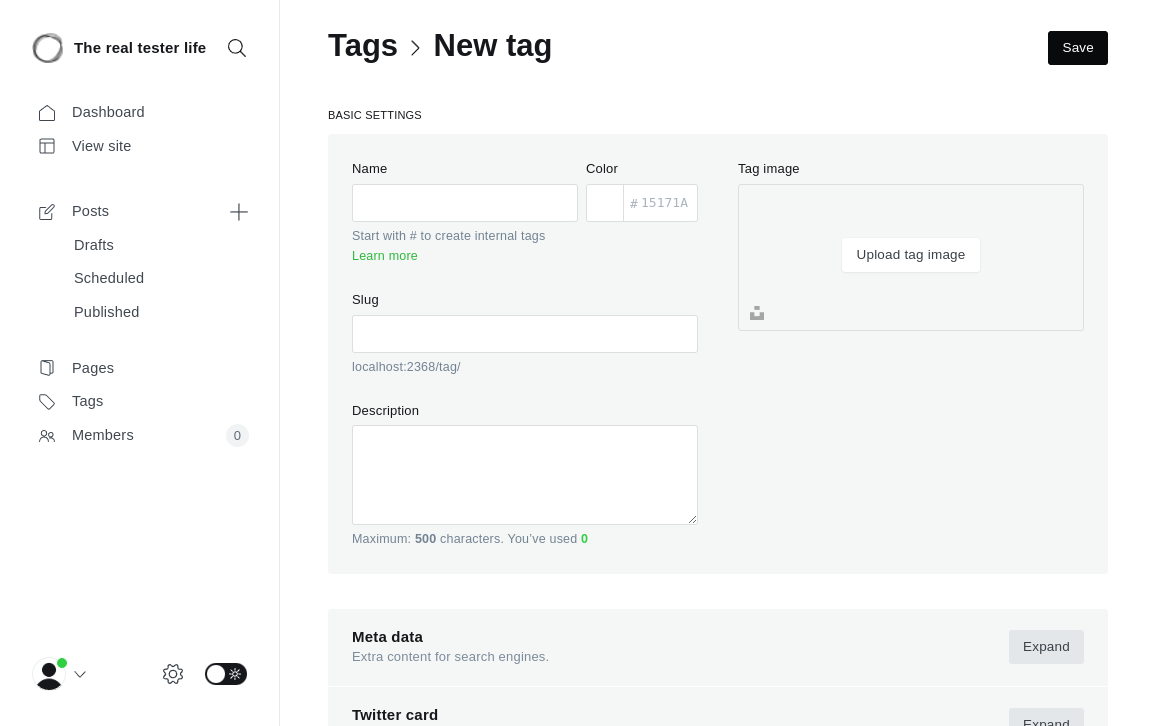 The real tester life
Dashboard
View site
Posts
Drafts
Scheduled
Published
Pages
Tags
Members
0
Tags
New tag
Save
BASIC SETTINGS
Name
Color
# 15171A
Start with # to create internal tags
Learn more
Slug
localhost:2368/tag/
Description
Maximum: 500 characters. You’ve used 0
Tag image
Upload tag image
Meta data
Extra content for search engines.
Expand
Twitter card
Expand